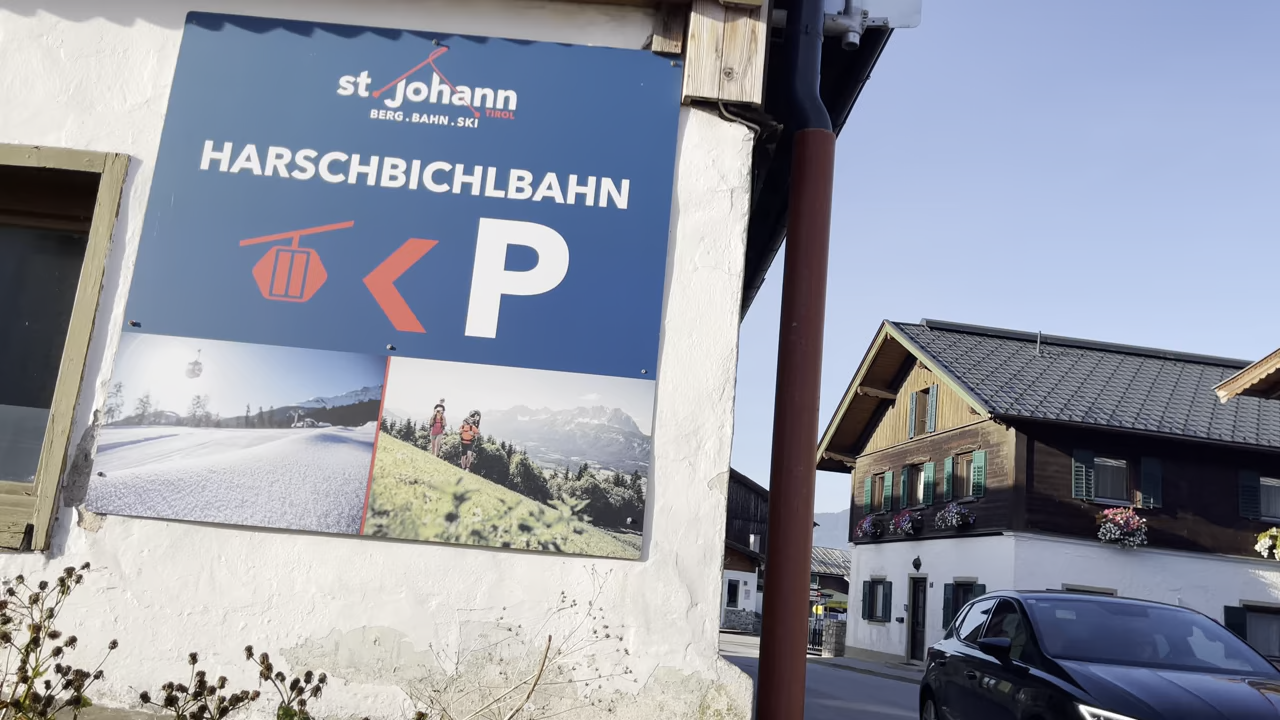 st.johann
TIROL
BERG.BAHN.SKi
HARSCHBICHLBAHN
P